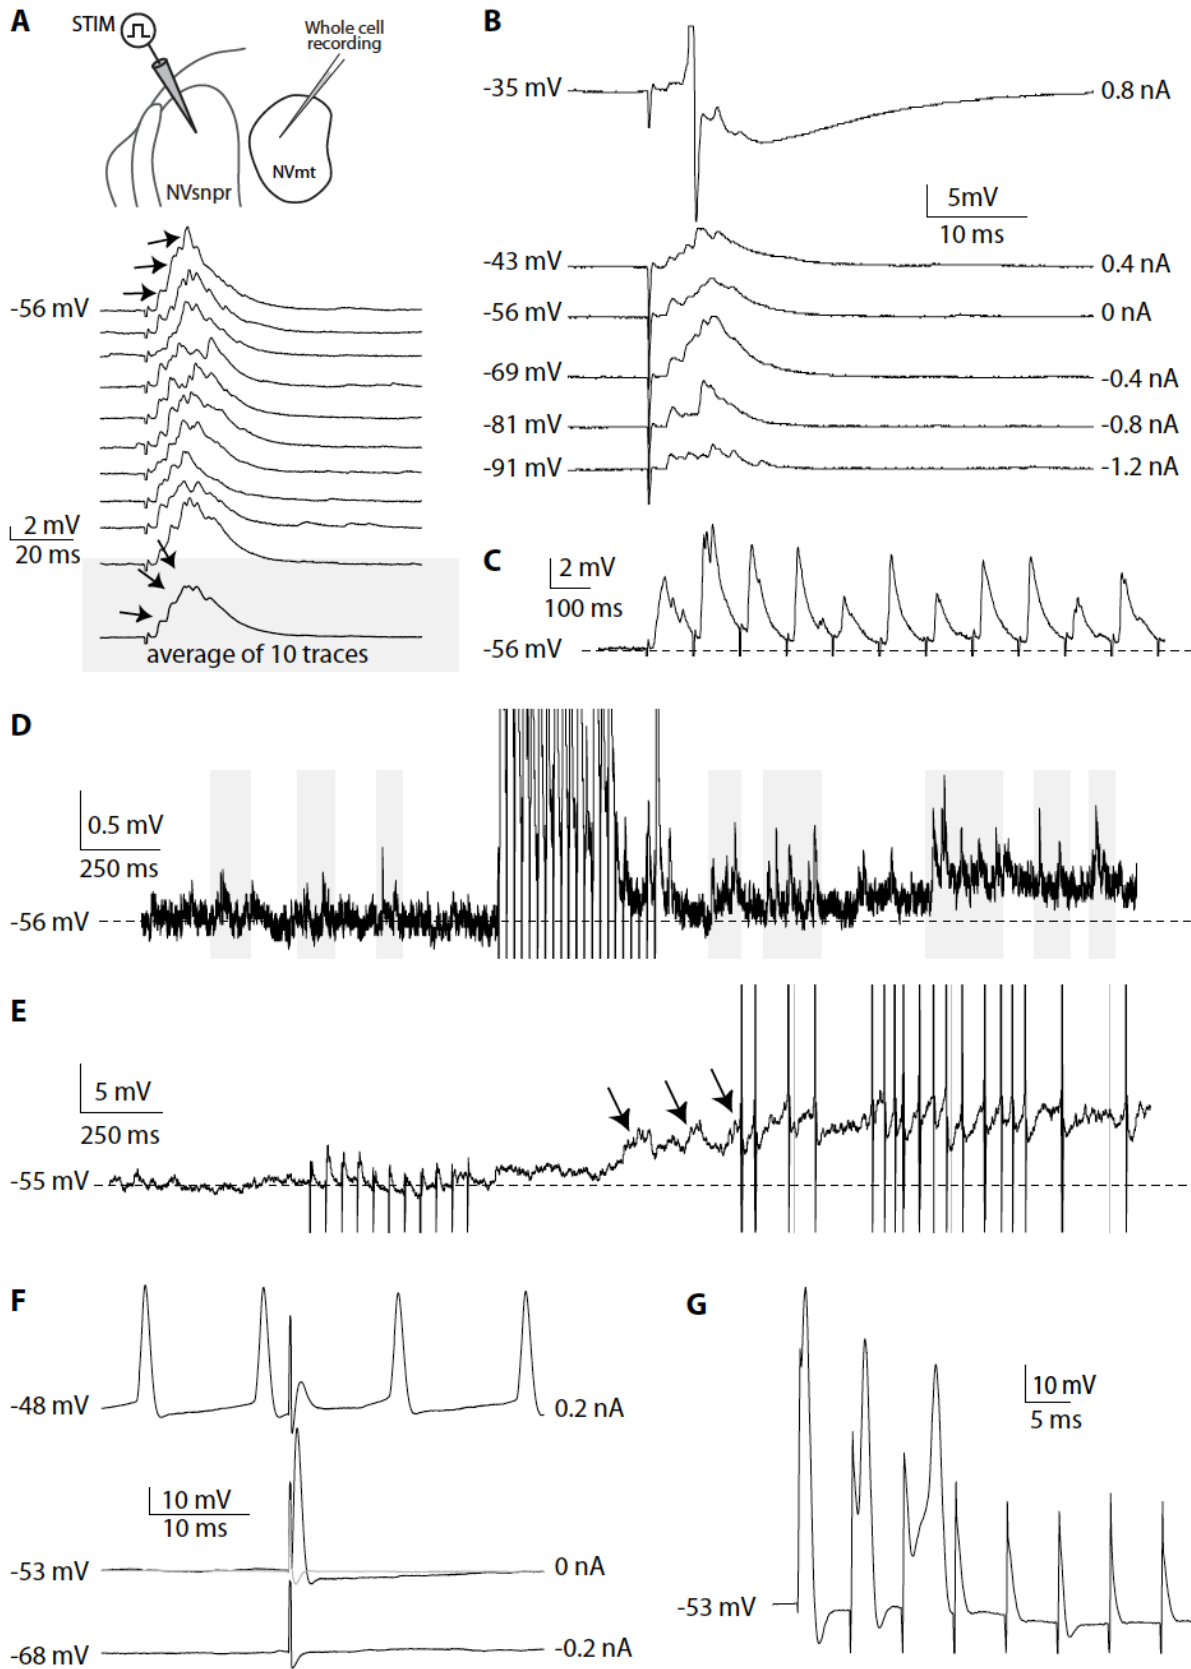 A
STIM
Whole cell
recording
NVsnpr
NVmt
-56 mV
2 mV
20 ms
average of 10 traces
B
-35 mV
0.8 nA
5mV
10 ms
-43 mV
0.4 nA
-56 mV
0 nA
-69 mV
-0.4 nA
-81 mV
-0.8 nA
-91 mV
-1.2 nA
C
2 mV
100 ms
-56 mV
D
0.5 mV
250 ms
-56 mV
E
5 mV
250 ms
-55 mV
F
-48 mV
0.2 nA
10 mV
10 ms
-53 mV
0 nA
-68 mV
-0.2 nA
G
10 mV
5 ms
-53 mV